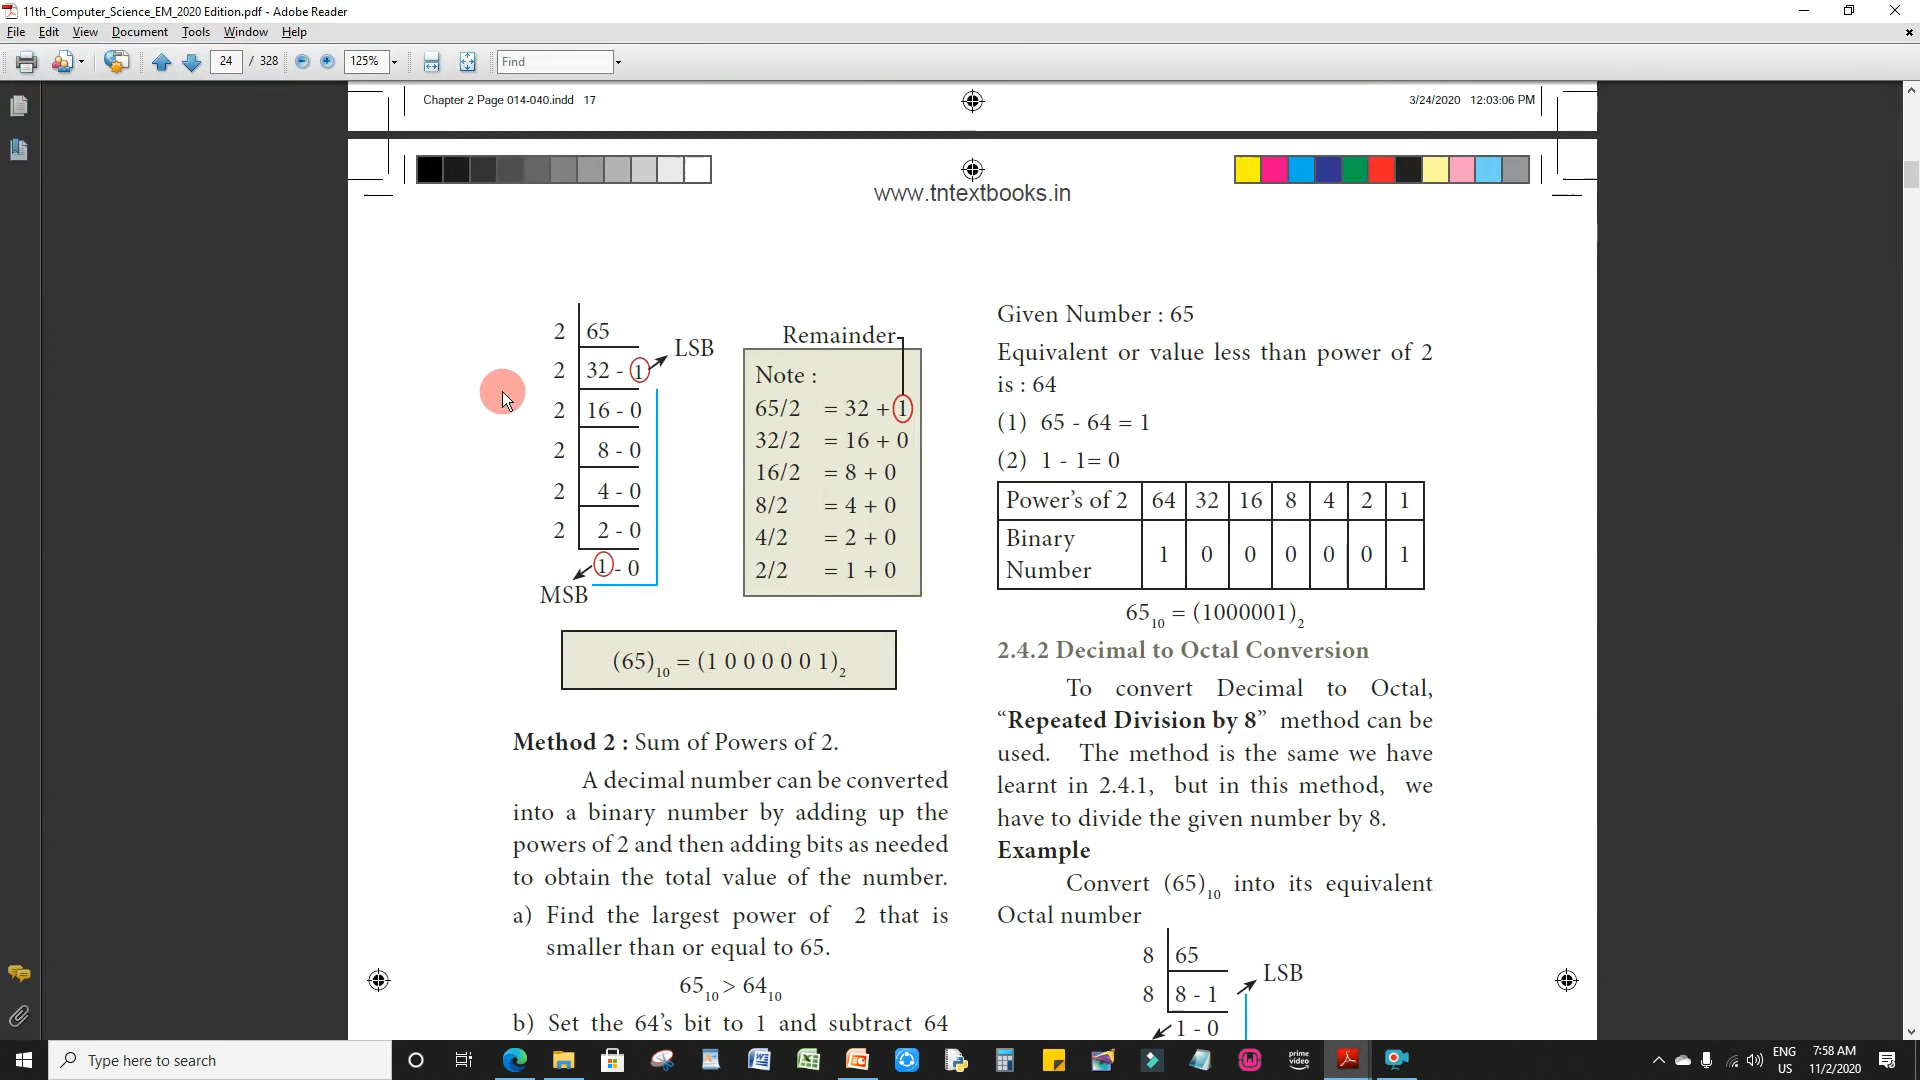 11th_Computer_Science_EM_2020 Edition.pdf - Adobe Reader
File Edit View Document Tools Window Help
24 / 328 125% Find
Chapter 2 Page 014-040.indd 17
3/24/2020 12:03:06 PM
www.tntextbooks.in
2 65
2 32 - 1 LSB
2 16 - 0
2 8 - 0
2 4 - 0
2 2 - 0
1 - 0
MSB
Remainder
Note :
65/2 = 32 + 1
32/2 = 16 + 0
16/2 = 8 + 0
8/2 = 4 + 0
4/2 = 2 + 0
2/2 = 1 + 0
(65)10 = (1 0 0 0 0 0 1)2
Method 2 : Sum of Powers of 2.
A decimal number can be converted
into a binary number by adding up the
powers of 2 and then adding bits as needed
to obtain the total value of the number.
a) Find the largest power of 2 that is
smaller than or equal to 65.
6510 > 6410
b) Set the 64’s bit to 1 and subtract 64
Given Number : 65
Equivalent or value less than power of 2
is : 64
(1) 65 - 64 = 1
(2) 1 - 1= 0
Power’s of 2 64 32 16 8 4 2 1
Binary
Number 1 0 0 0 0 0 1
6510 = (1000001)2
2.4.2 Decimal to Octal Conversion
To convert Decimal to Octal,
“Repeated Division by 8” method can be
used. The method is the same we have
learnt in 2.4.1, but in this method, we
have to divide the given number by 8.
Example
Convert (65)10 into its equivalent
Octal number
8 65
8 8 - 1 LSB
1 - 0
Type here to search
prime video
ENG
US
7:58 AM
11/2/2020